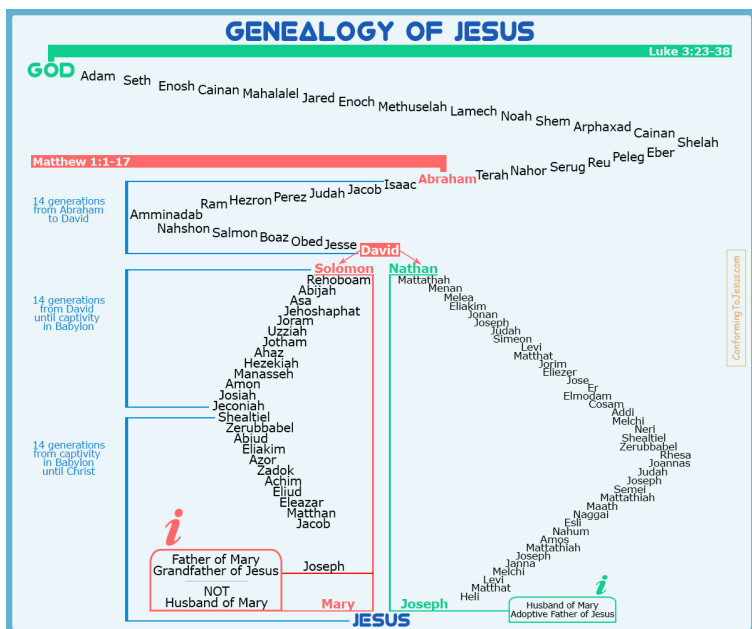 GENEALOGY OF JESUS
Luke 3:23-38
GOD
Adam
Seth
Enosh
Cainan
Mahalalel
Jared
Enoch
Methuselah
Lamech
Noah
Shem
Arphaxad
Cainan
Shelah
Eber
Peleg
Reu
Serug
Nahor
Terah
Matthew 1:1-17
Abraham
Isaac
Jacob
Judah
Perez
Hezron
Ram
Amminadab
Nahshon
Salmon
Boaz
Obed
Jesse
David
14 generations
from Abraham
to David
Solomon
Rehoboam
Abijah
Asa
Jehoshaphat
Joram
Uzziah
Jotham
Ahaz
Hezekiah
Manasseh
Amon
Josiah
Jeconiah
14 generations
from David
until captivity
in Babylon
Shealtiel
Zerubbabel
Abiud
Eliakim
Azor
Zadok
Achim
Eliud
Eleazar
Matthan
Jacob
14 generations
from captivity
in Babylon
until Christ
i
Father of Mary
Grandfather of Jesus
NOT
Husband of Mary
Joseph
Mary
Nathan
Mattathah
Menan
Melea
Eliakim
Jonan
Joseph
Judah
Simeon
Levi
Matthat
Jorim
Eliezer
Jose
Er
Elmodam
Cosam
Addi
Melchi
Neri
Shealtiel
Zerubbabel
Rhesa
Joannas
Judah
Joseph
Semei
Mattathiah
Maath
Naggai
Esli
Nahum
Amos
Mattathiah
Joseph
Janna
Melchi
Levi
Matthat
Heli
Joseph
i
Husband of Mary
Adoptive Father of Jesus
JESUS
ConformingToJesus.com